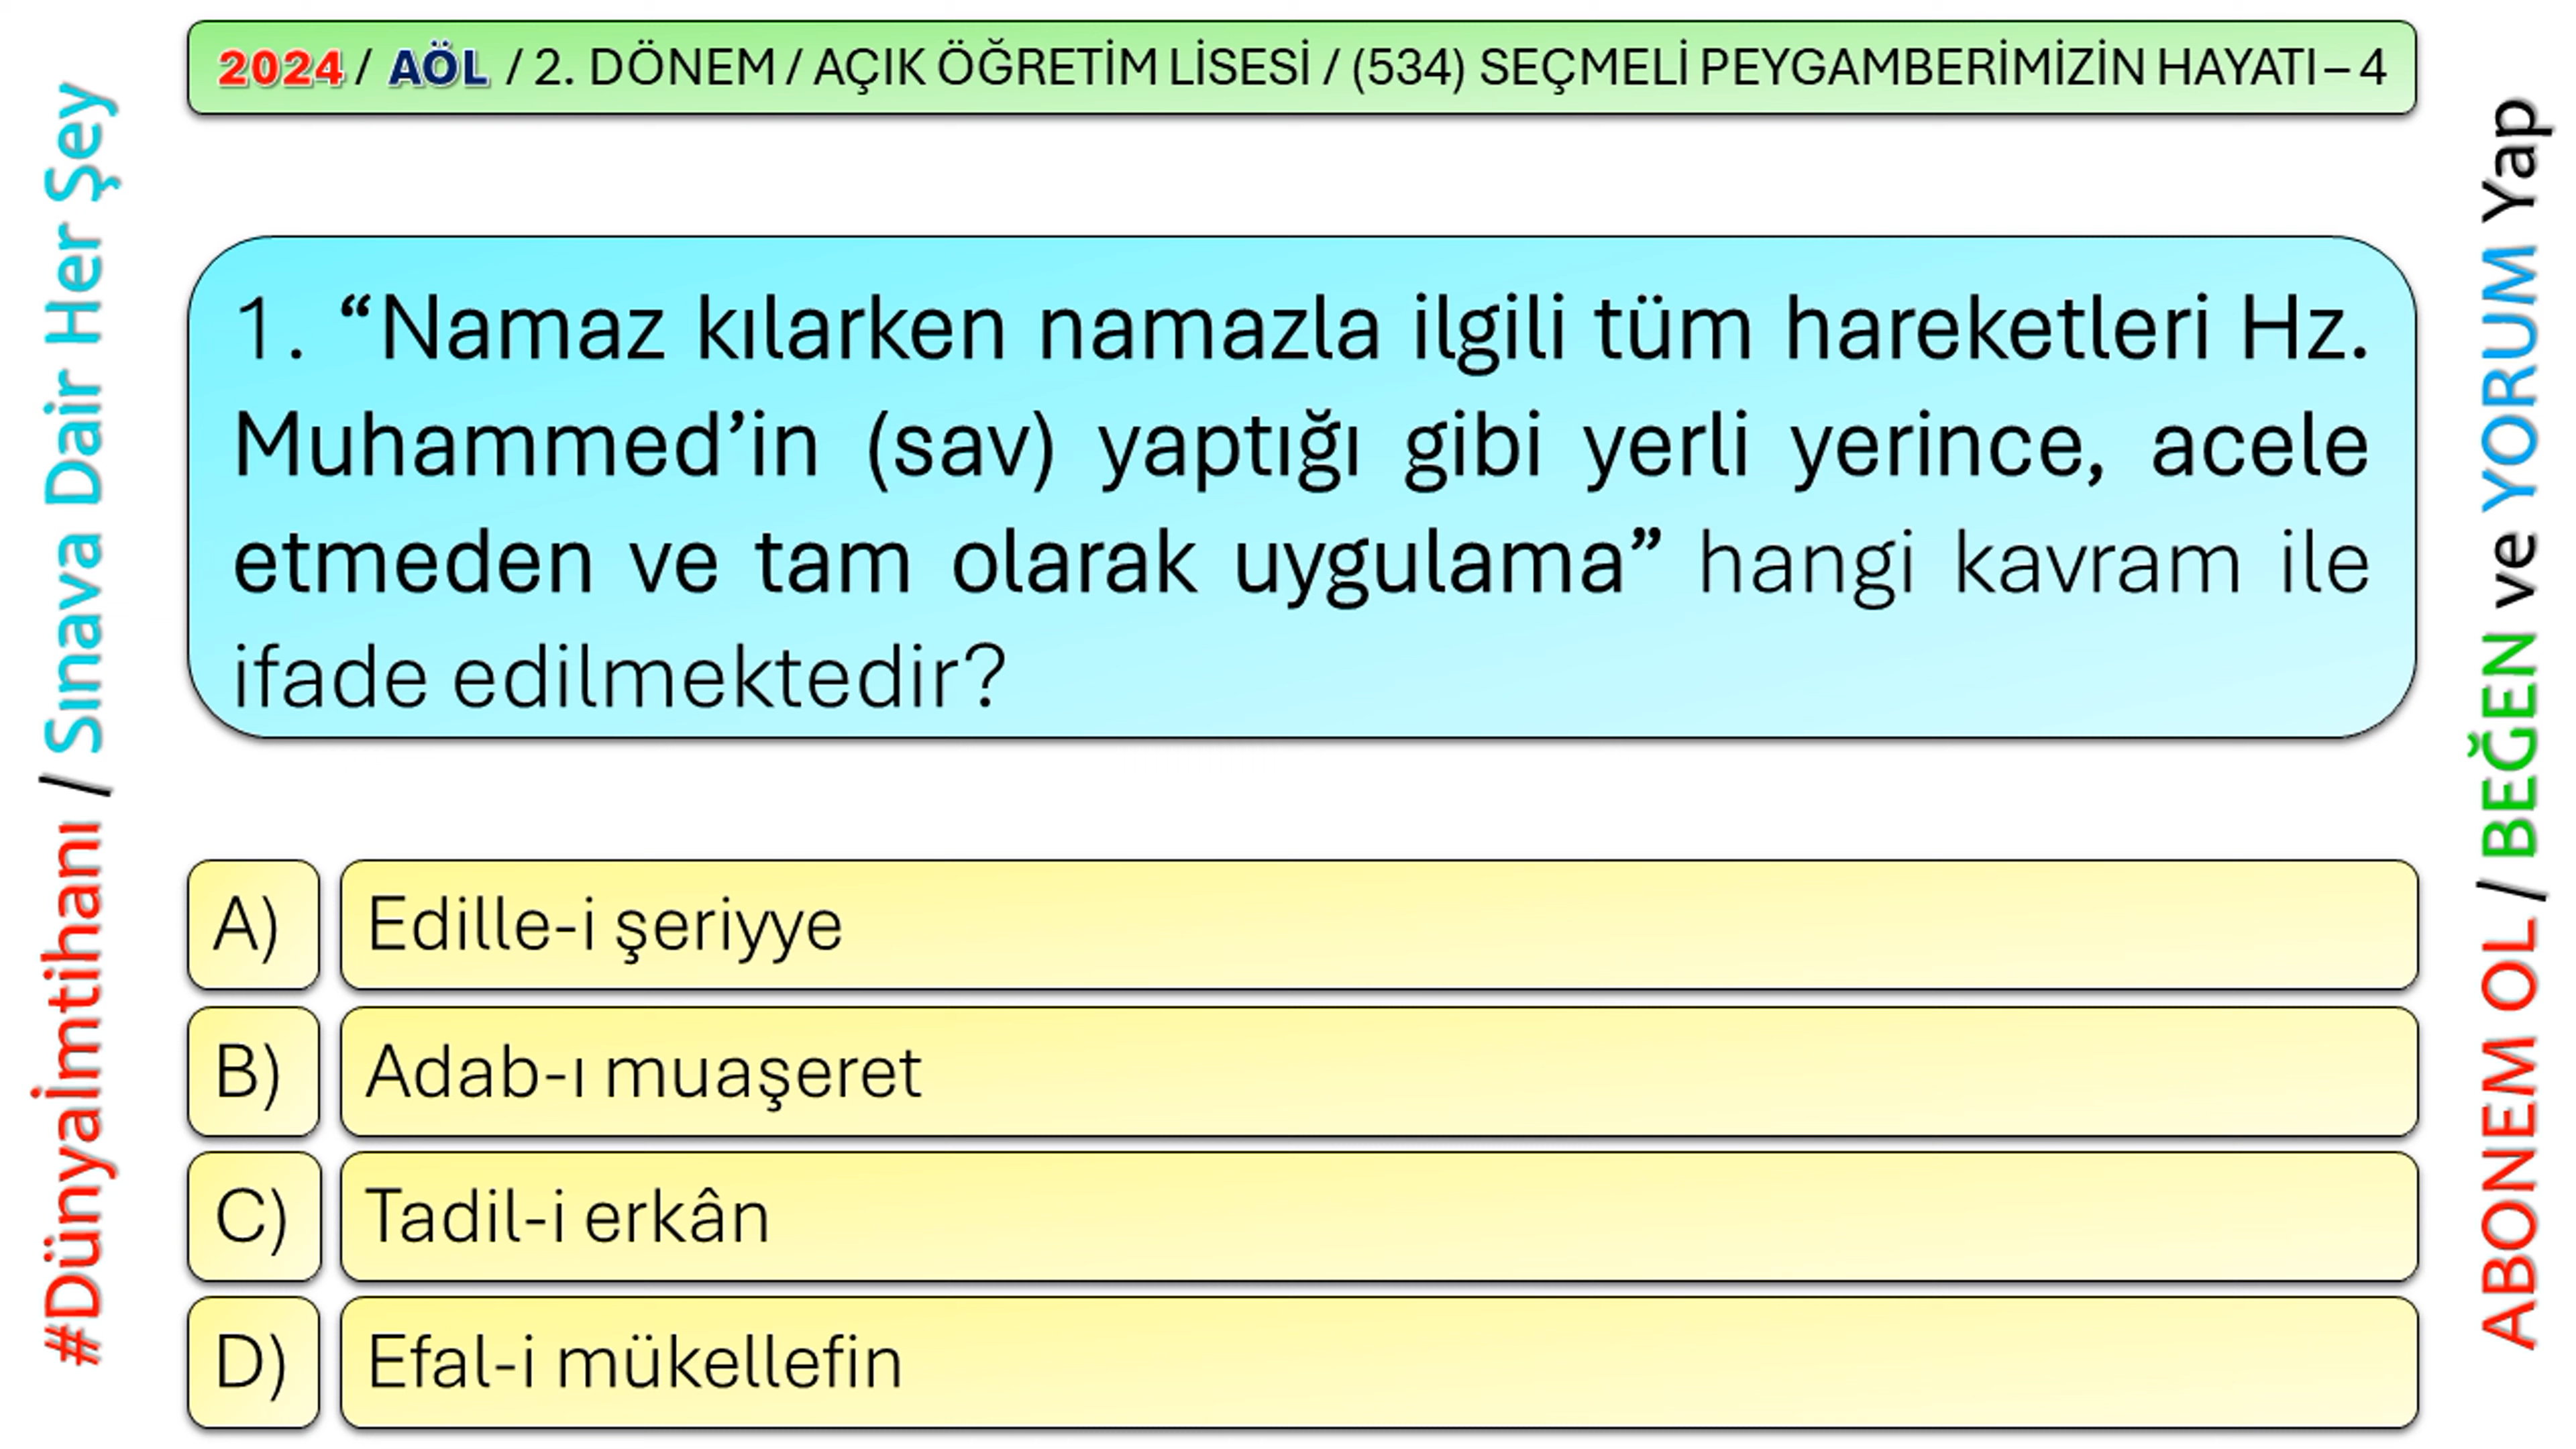 2024 / AÖL / 2. DÖNEM / AÇIK ÖĞRETİM LİSESİ / (534) SEÇMELİ PEYGAMBERİMİZİN HAYATI – 4
#Dünyaİmtihanı / Sınava Dair Her Şey
1. “Namaz kılarken namazla ilgili tüm hareketleri Hz.
Muhammed’in (sav) yaptığı gibi yerli yerince, acele
etmeden ve tam olarak uygulama” hangi kavram ile
ifade edilmektedir?
A) Edille-i şeriyye
B) Adab-ı muaşeret
C) Tadil-i erkân
D) Efal-i mükellefin
ABONEM OL / BEĞEN ve YORUM Yap